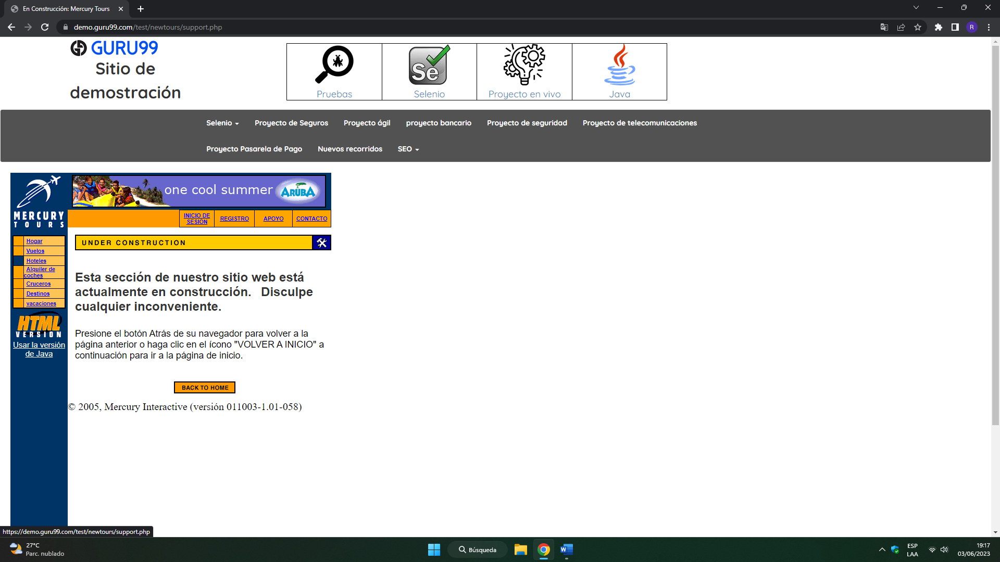 En Construcción: Mercury Tours
demo.guru99.com/test/newtours/support.php
R
GURU99
Sitio de
demostración
Se
Pruebas
Selenio
Proyecto en vivo
Java
Selenio
Proyecto de Seguros
Proyecto ágil
proyecto bancario
Proyecto de seguridad
Proyecto de telecomunicaciones
Proyecto Pasarela de Pago
Nuevos recorridos
SEO
MERCURY
TOURS
one cool summer
ARUBA
INICIO DE
SESIÓN
REGISTRO
APOYO
CONTACTO
Hogar
Vuelos
Hoteles
Alquiler de
coches
Cruceros
Destinos
vacaciones
HTML
VERSION
Usar la versión
de Java
UNDER CONSTRUCTION
Esta sección de nuestro sitio web está
actualmente en construcción. Disculpe
cualquier inconveniente.
Presione el botón Atrás de su navegador para volver a la
página anterior o haga clic en el ícono "VOLVER A INICIO" a
continuación para ir a la página de inicio.
BACK TO HOME
© 2005, Mercury Interactive (versión 011003-1.01-058)
https://demo.guru99.com/test/newtours/support.php
27°C
Parc. nublado
Búsqueda
W
ESP
LAA
19:17
03/06/2023